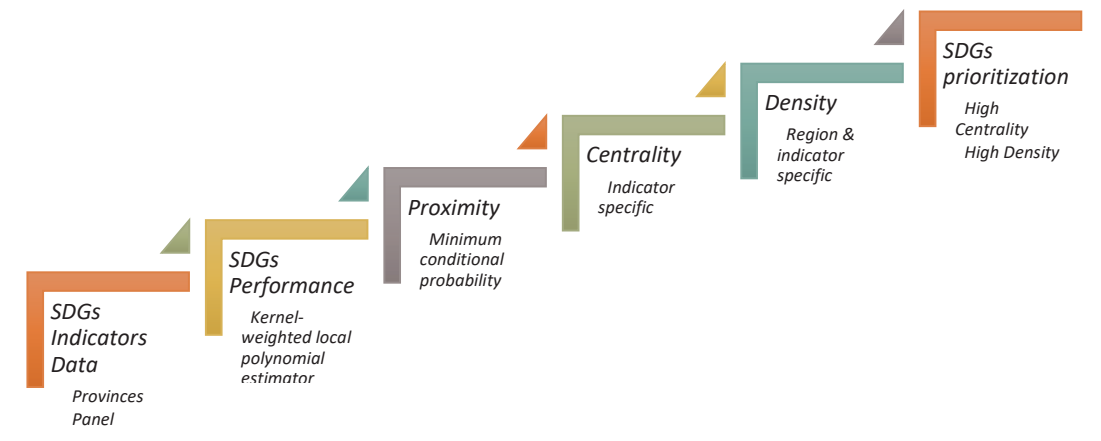 SDGs
Indicators
Data
Provinces
Panel
SDGs
Performance
Kernel-
weighted local
polynomial
estimator
Proximity
Minimum
conditional
probability
Centrality
Indicator
specific
Density
Region &
indicator
specific
SDGs
prioritization
High
Centrality
High Density